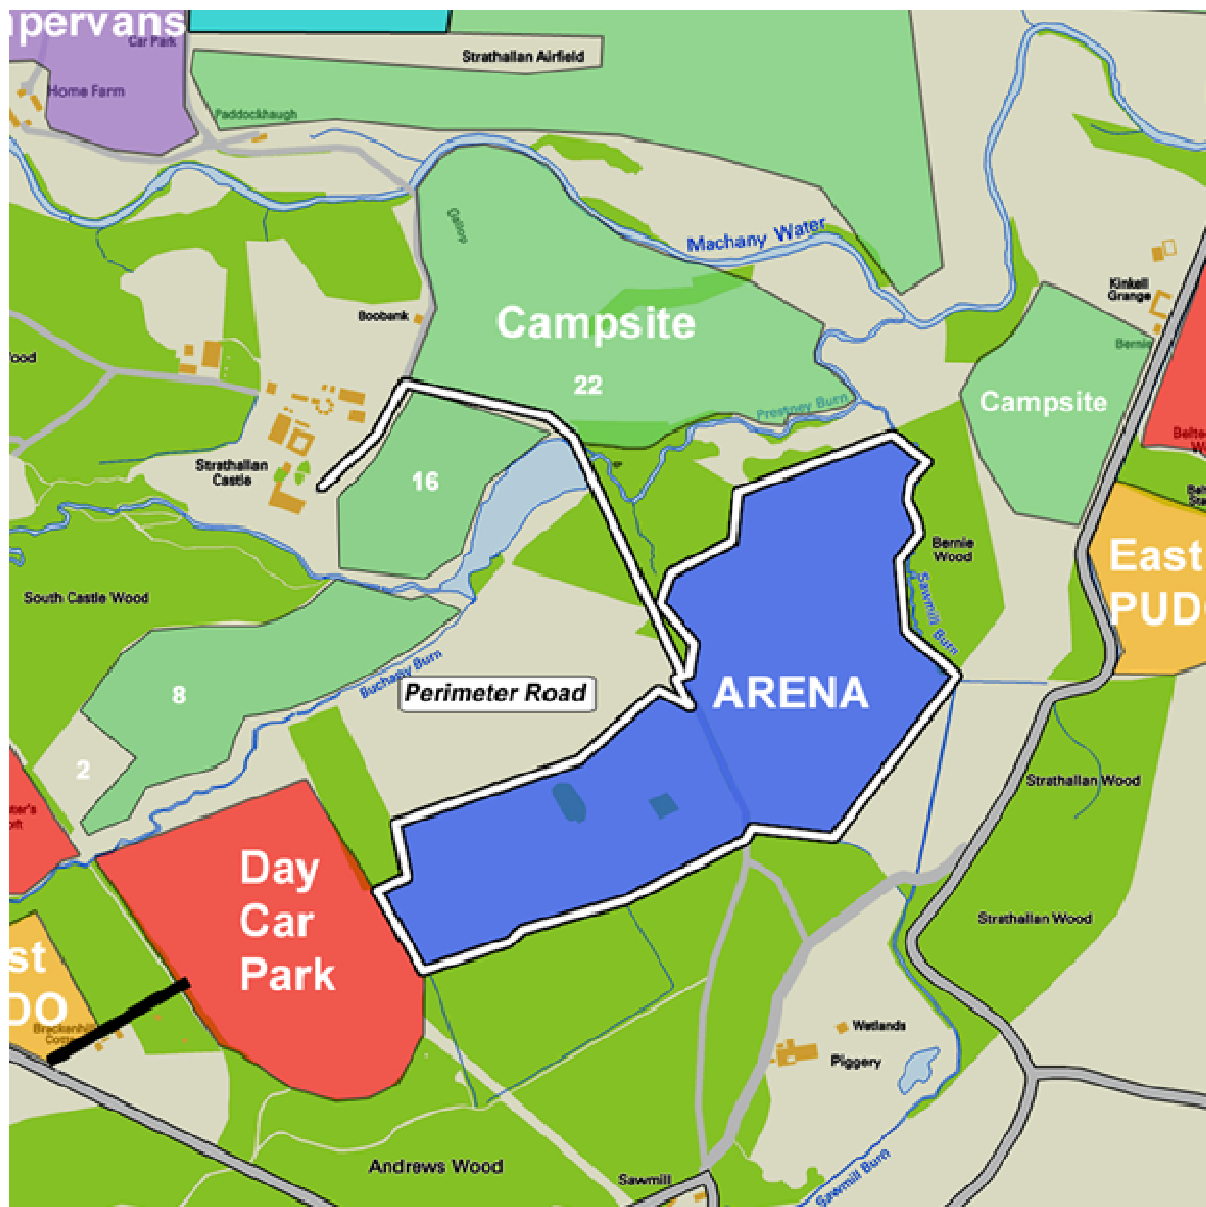 pervans
Car Park
Strathallan Airfield
Home Farm
Paddockhaugh
Gallop
Machany Water
Kinkell
Grange
Boobank
Campsite
Bernie
22
Campsite
Prestney Burn
Strathallan
Castle
16
East
PUD
Bernie
Wood
South Castle Wood
Sawmill Burn
Buchany Burn
8
Perimeter Road
ARENA
2
Strathallan Wood
Day
Car
Park
Strathallan Wood
st
DO
Wetlands
Piggery
Andrews Wood
Sawmill
Sawmill Burn